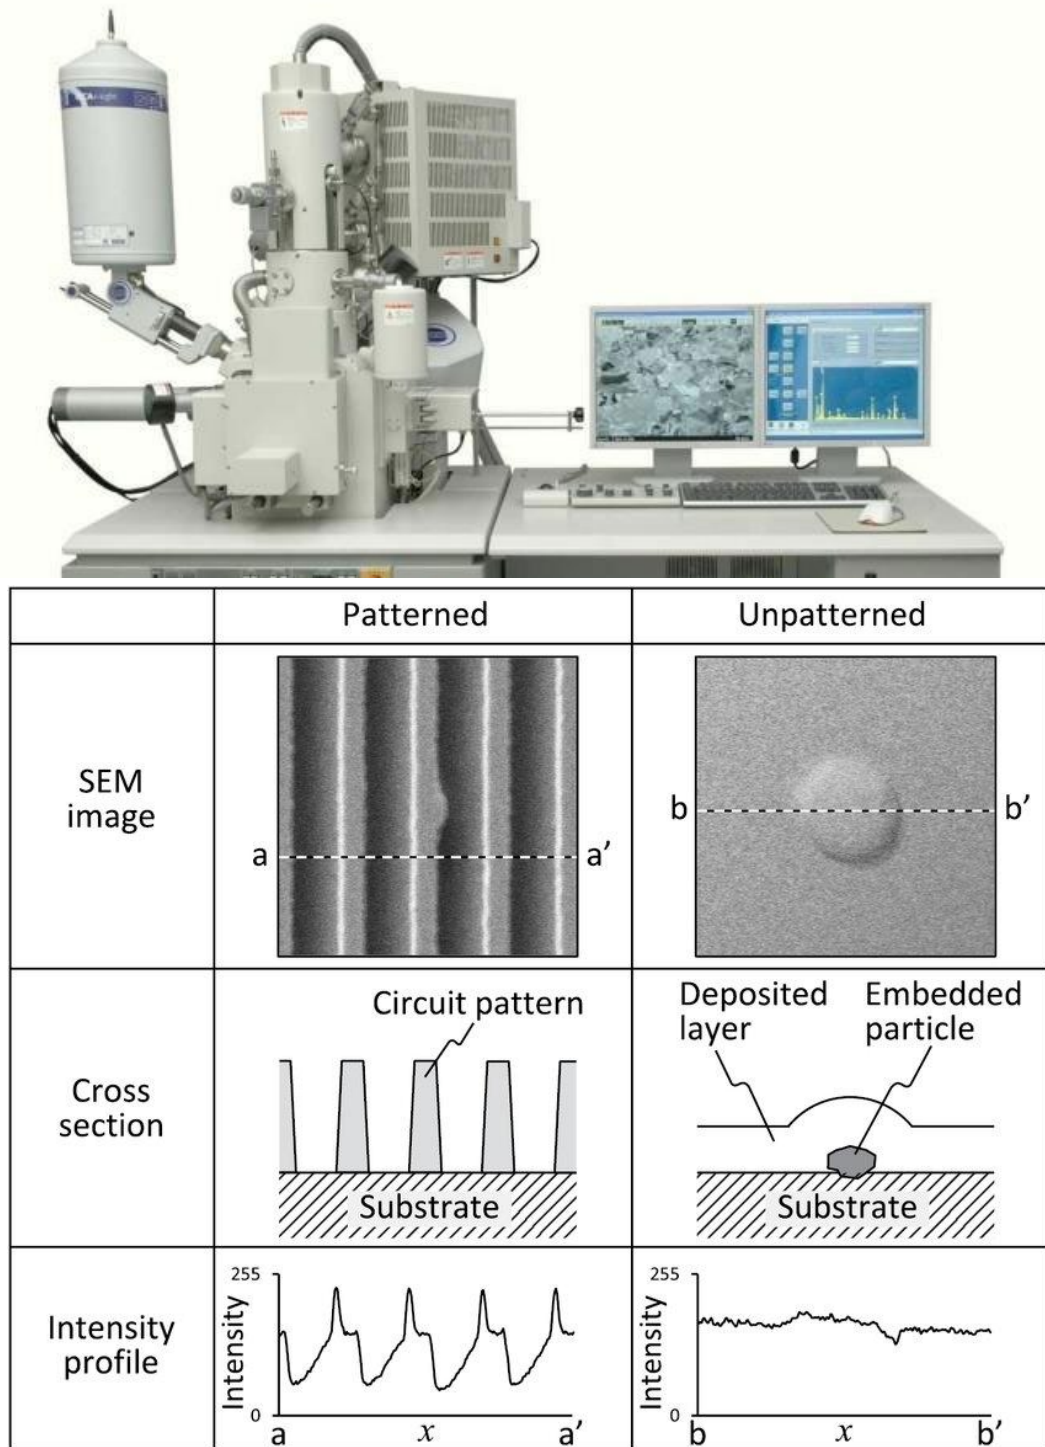 Patterned
Unpatterned
SEM
image
a
a’
b
b’
Cross
section
Circuit pattern
Substrate
Deposited
layer
Embedded
particle
Substrate
Intensity
profile
255
Intensity
0
a
x
a’
255
Intensity
0
b
x
b’